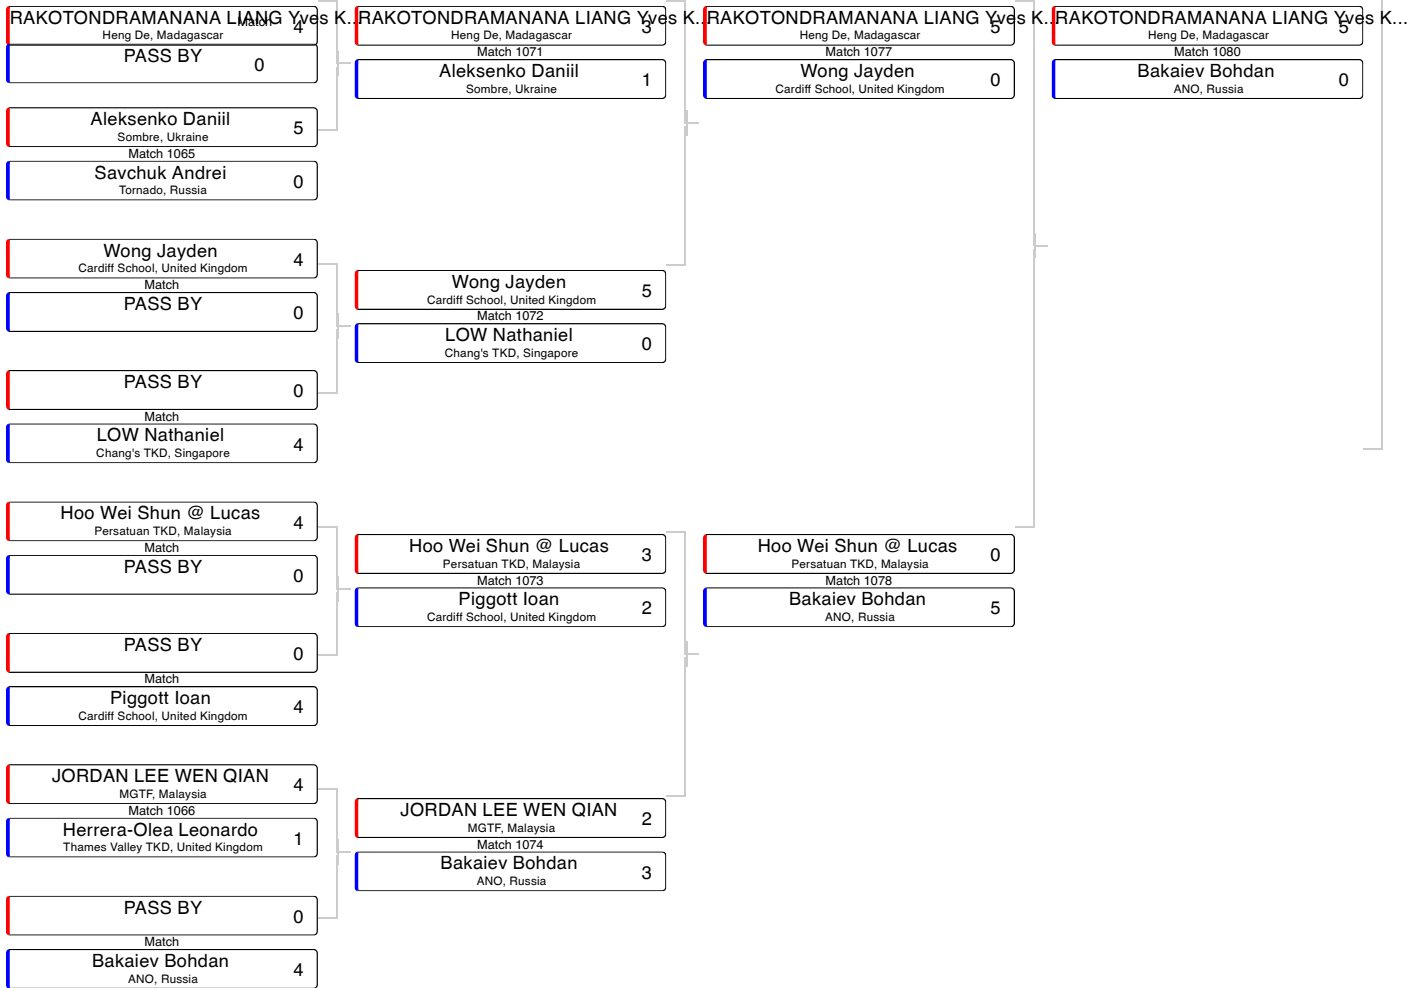 RAKOTONDRAMANANA LIANG Yves K... 4
Heng De, Madagascar
Match
PASS BY 0
Aleksenko Daniil 5
Sombre, Ukraine
Match 1065
Savchuk Andrei 0
Tornado, Russia
Wong Jayden 4
Cardiff School, United Kingdom
Match
PASS BY 0
PASS BY 0
Match
LOW Nathaniel 4
Chang's TKD, Singapore
Hoo Wei Shun @ Lucas 4
Persatuan TKD, Malaysia
Match
PASS BY 0
PASS BY 0
Match
Piggott Ioan 4
Cardiff School, United Kingdom
JORDAN LEE WEN QIAN 4
MGTF, Malaysia
Match 1066
Herrera-Olea Leonardo 1
Thames Valley TKD, United Kingdom
PASS BY 0
Match
Bakaiev Bohdan 4
ANO, Russia
RAKOTONDRAMANANA LIANG Yves K... 3
Heng De, Madagascar
Match 1071
Aleksenko Daniil 1
Sombre, Ukraine
Wong Jayden 5
Cardiff School, United Kingdom
Match 1072
LOW Nathaniel 0
Chang's TKD, Singapore
Hoo Wei Shun @ Lucas 3
Persatuan TKD, Malaysia
Match 1073
Piggott Ioan 2
Cardiff School, United Kingdom
JORDAN LEE WEN QIAN 2
MGTF, Malaysia
Match 1074
Bakaiev Bohdan 3
ANO, Russia
RAKOTONDRAMANANA LIANG Yves K... 5
Heng De, Madagascar
Match 1077
Wong Jayden 0
Cardiff School, United Kingdom
Hoo Wei Shun @ Lucas 0
Persatuan TKD, Malaysia
Match 1078
Bakaiev Bohdan 5
ANO, Russia
RAKOTONDRAMANANA LIANG Yves K... 5
Heng De, Madagascar
Match 1080
Bakaiev Bohdan 0
ANO, Russia